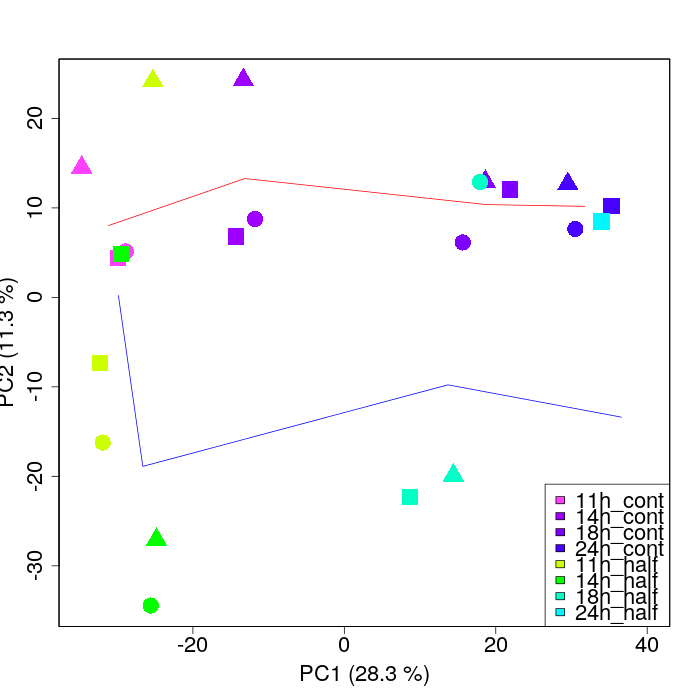 20
10
0
-10
-20
-30
PC2 (11.3 %)
11h_cont
14h_cont
18h_cont
24h_cont
11h_half
14h_half
18h_half
24h_half
-20 0 20 40
PC1 (28.3 %)